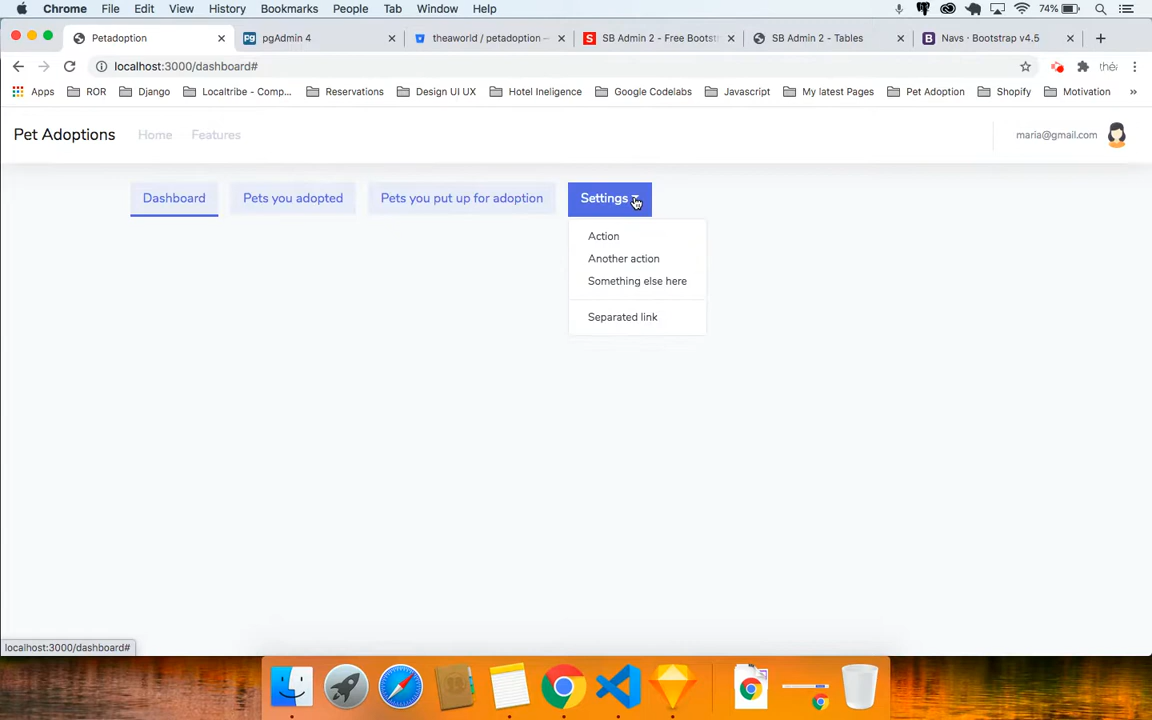 Chrome File Edit View History Bookmarks People Tab Window Help 74%
Petadoption pgAdmin 4 theaworld / petadoption — SB Admin 2 - Free Bootst SB Admin 2 - Tables Navs · Bootstrap v4.5
localhost:3000/dashboard#
Apps ROR Django Localtribe - Comp... Reservations Design UI UX Hotel Ineligence Google Codelabs Javascript My latest Pages Pet Adoption Shopify Motivation »
Pet Adoptions Home Features maria@gmail.com
Dashboard Pets you adopted Pets you put up for adoption Settings
Action
Another action
Something else here
Separated link
localhost:3000/dashboard#